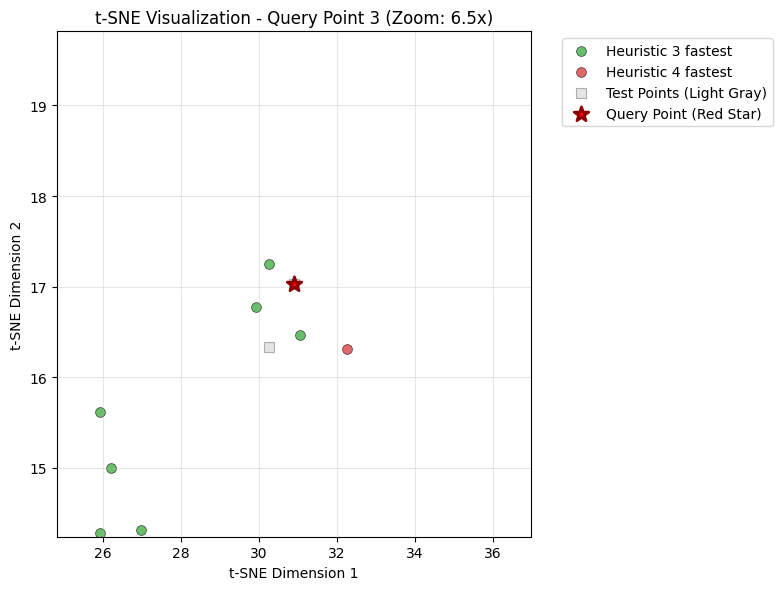 t-SNE Visualization - Query Point 3 (Zoom: 6.5x)
Heuristic 3 fastest
Heuristic 4 fastest
Test Points (Light Gray)
Query Point (Red Star)
t-SNE Dimension 2
19
18
17
16
15
26 28 30 32 34 36
t-SNE Dimension 1